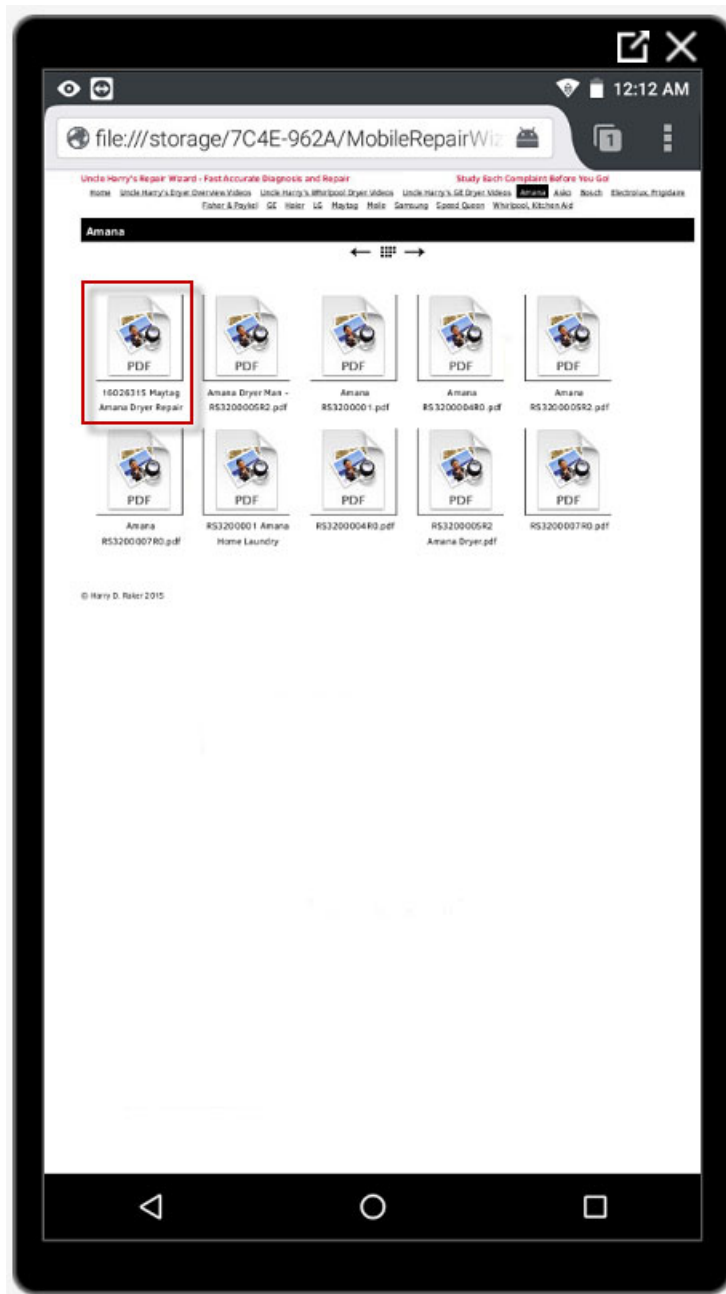 12:12 AM
file:///storage/7C4E-962A/MobileRepairWiz
1
Uncle Harry's Repair Wizard - Fast Accurate Diagnosis and Repair Study Each Complaint Before You Go!
Home Uncle Harry's Dryer Overview Videos Uncle Harry's Whirlpool Dryer Videos Uncle Harry's GE Dryer Videos Amana Asko Bosch Electrolux, Frigidaire
Fisher & Paykel GE Haier LG Maytag Miele Samsung Speed Queen Whirlpool, Kitchen Aid
Amana
PDF PDF PDF PDF PDF
16026315 Maytag Amana Dryer Man - Amana Amana Amana
Amana Dryer Repair RS3200005R2.pdf RS3200001.pdf RS3200004R0.pdf RS3200005R2.pdf
PDF PDF PDF PDF PDF
Amana RS3200001 Amana RS3200004R0.pdf RS3200005R2 RS3200007R0.pdf
RS3200007R0.pdf Home Laundry Amana Dryer.pdf
© Harry D. Raker 2015